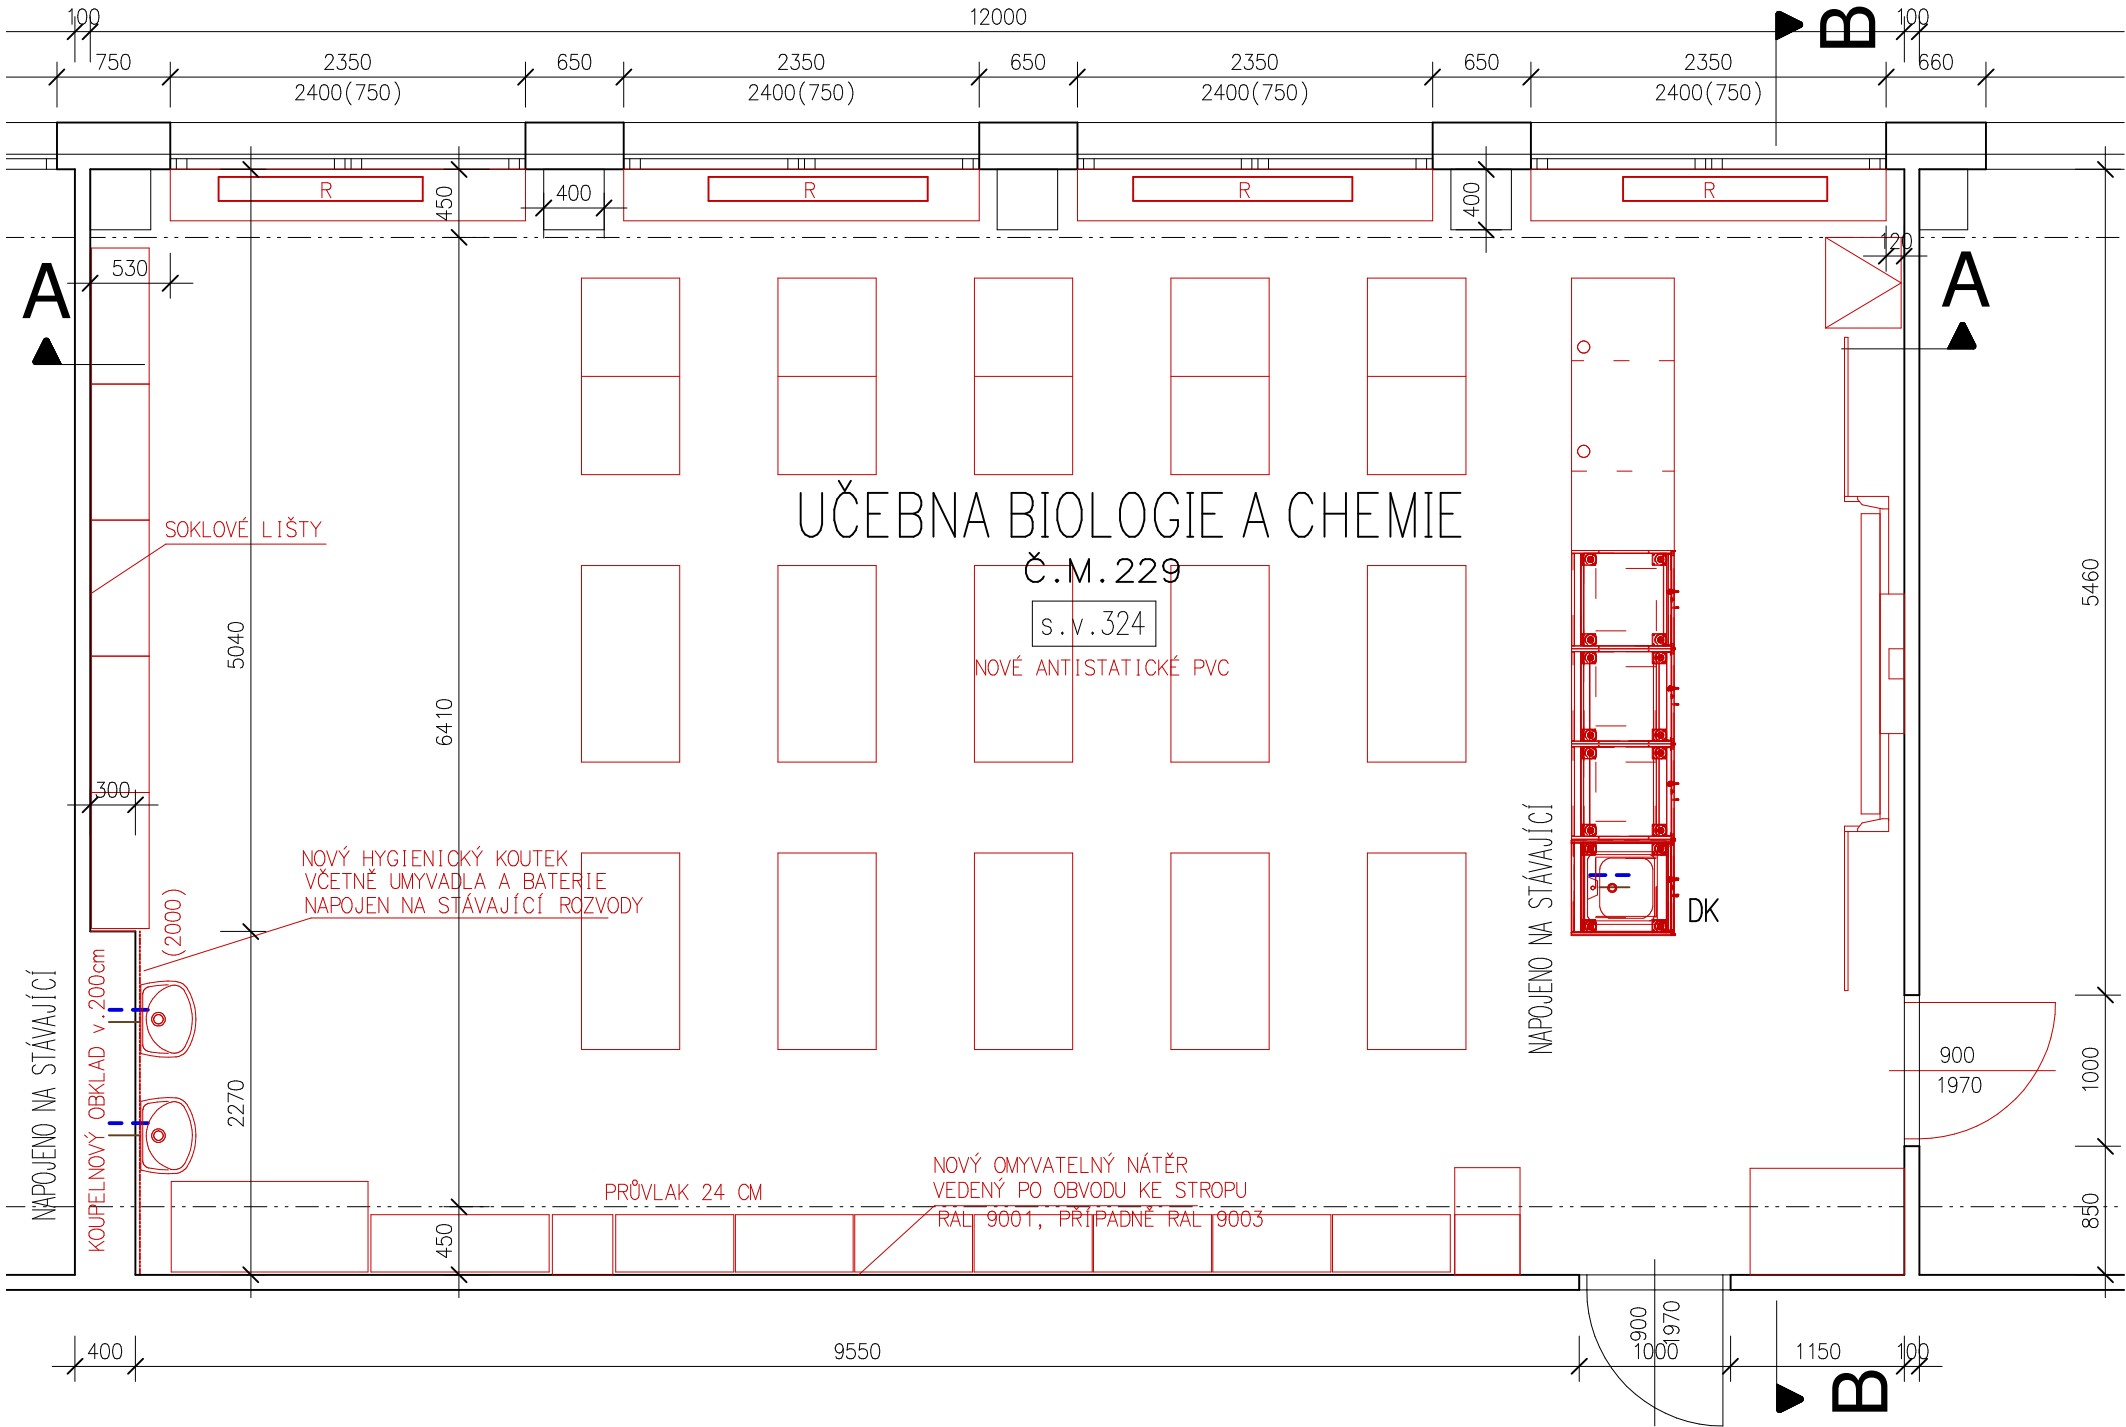 100
12000
100
B
750
2350
650
2350
650
2350
650
2350
660
2400(750)
2400(750)
2400(750)
2400(750)
R
R
R
R
450
400
400
120
530
A
A
UČEBNA BIOLOGIE A CHEMIE
Č.M.229
s.v.324
NOVÉ ANTISTATICKÉ PVC
SOKLOVÉ LIŠTY
5040
6410
5460
300
NOVÝ HYGIENICKÝ KOUTEK
VČETNĚ UMYVADLA A BATERIE
NAPOJEN NA STÁVAJÍCÍ ROZVODY
(2000)
NAPOJENO NA STÁVAJÍCÍ
DK
NAPOJENO NA STÁVAJÍCÍ
KOUPELNOVÝ OBKLAD v.200cm
2270
900
1970
1000
PRŮVLAK 24 CM
NOVÝ OMYVATELNÝ NÁTĚR
VEDENÝ PO OBVODU KE STROPU
RAL 9001, PŘÍPADNĚ RAL 9003
450
850
900
1970
400
9550
1000
1150
100
B